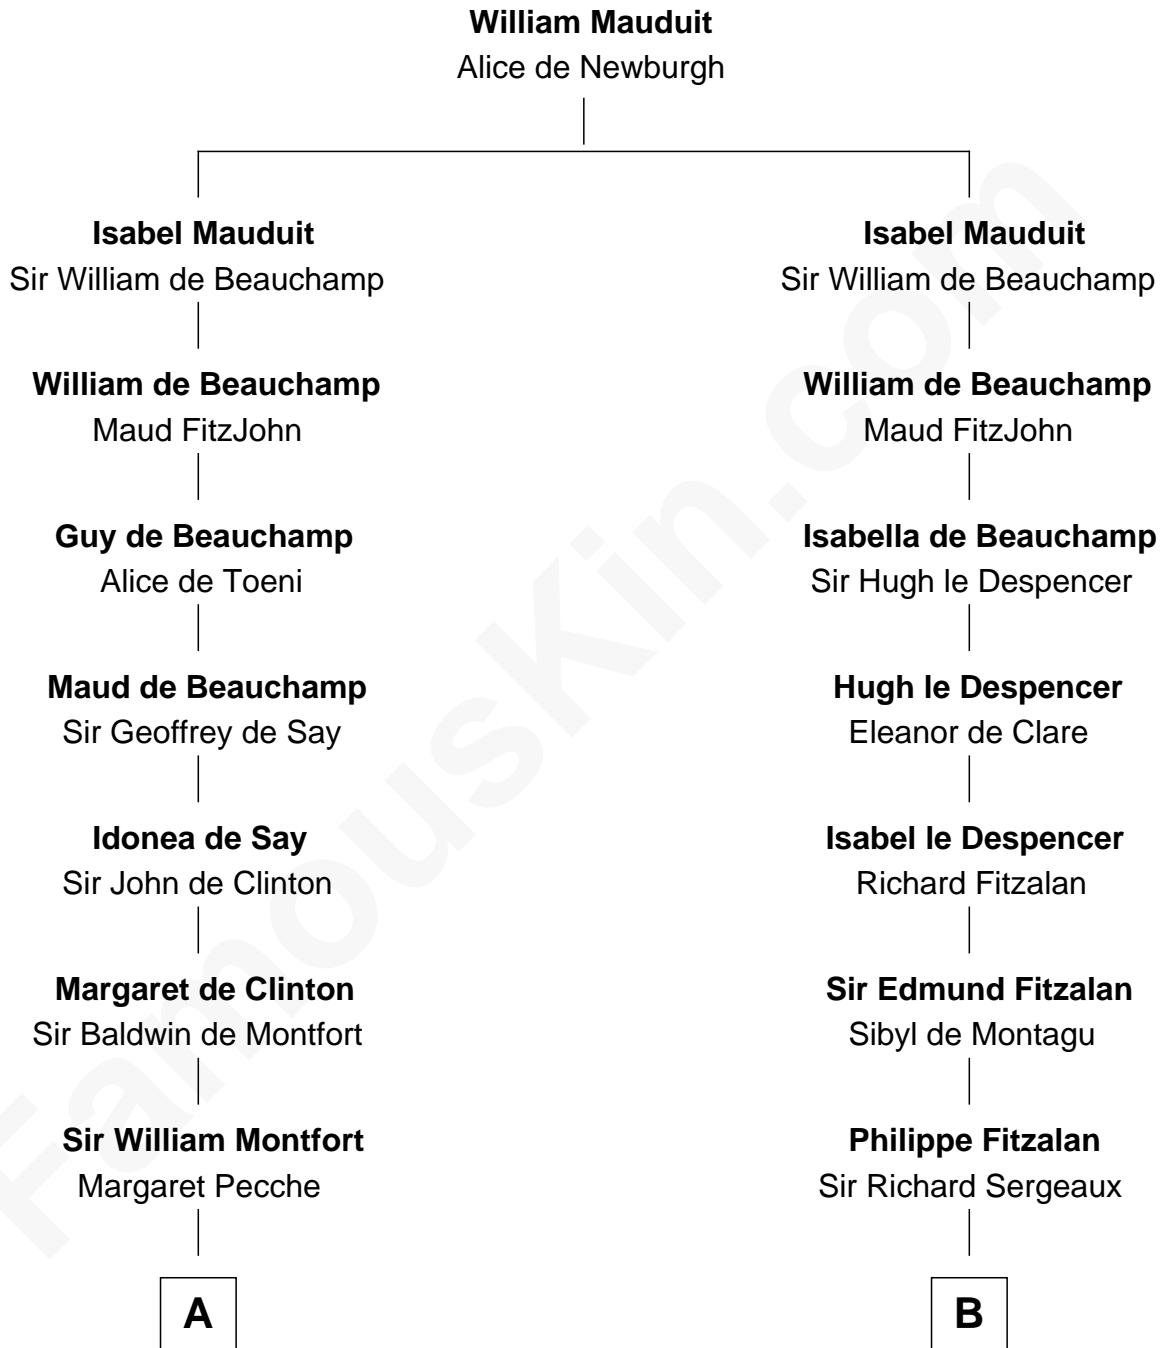 William Mauduit
Alice de Newburgh
Isabel Mauduit
Sir William de Beauchamp
William de Beauchamp
Maud FitzJohn
Guy de Beauchamp
Alice de Toeni
Maud de Beauchamp
Sir Geoffrey de Say
Idonea de Say
Sir John de Clinton
Margaret de Clinton
Sir Baldwin de Montfort
Sir William Montfort
Margaret Pecche
A
Isabel Mauduit
Sir William de Beauchamp
William de Beauchamp
Maud FitzJohn
Isabella de Beauchamp
Sir Hugh le Despencer
Hugh le Despencer
Eleanor de Clare
Isabel le Despencer
Richard Fitzalan
Sir Edmund Fitzalan
Sibyl de Montagu
Philippe Fitzalan
Sir Richard Sergeaux
B
FamousKin.com